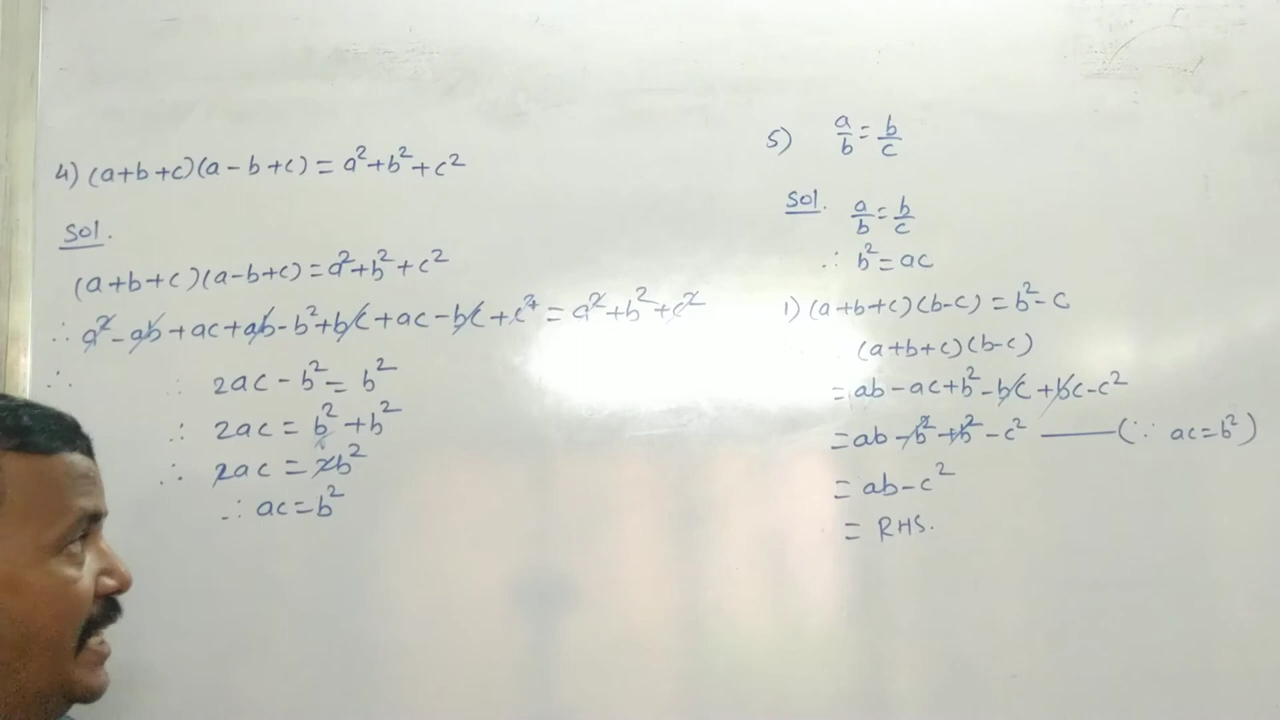 4) (a+b+c)(a-b+c) = a²+b²+c²
Sol.
(a+b+c)(a-b+c) = a²+b²+c²
∴ a²-ab+ac+ab-b²+bc+ac-bc+c² = a²+b²+c²
∴ ∴ 2ac-b² = b²
∴ 2ac = b²+b²
∴ 2ac = 2b²
∴ ac = b²
5) a/b = b/c
Sol. a/b = b/c
∴ b² = ac
1) (a+b+c)(b-c) = b²-c
(a+b+c)(b-c)
= ab-ac+b²-bc+bc-c²
= ab-b²+b²-c² —— (∵ ac=b²)
= ab-c²
= RHS.